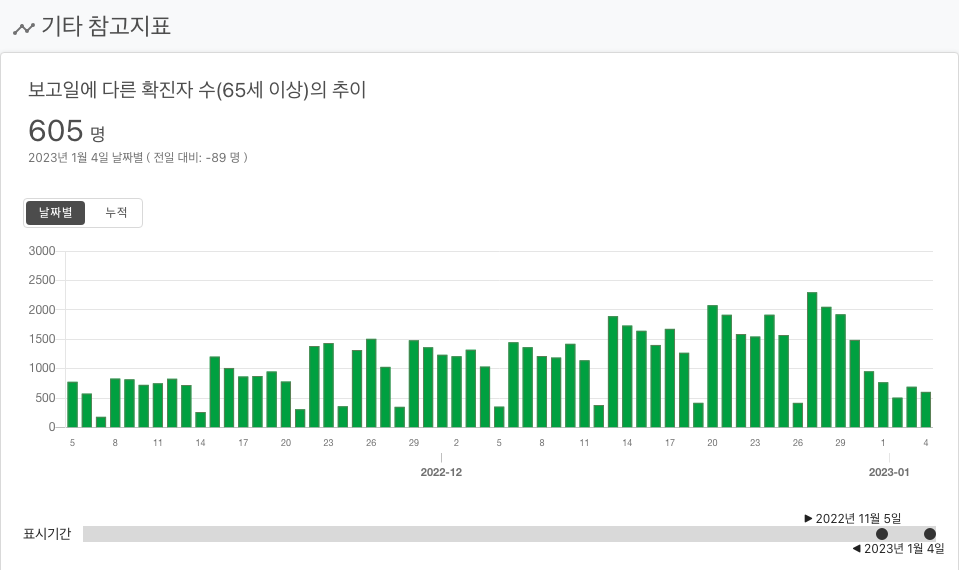 기타 참고지표
보고일에 다른 확진자 수(65세 이상)의 추이
605 명
2023년 1월 4일 날짜별 ( 전일 대비: -89 명 )
날짜별 누적
3000
2500
2000
1500
1000
500
0
5 8 11 14 17 20 23 26 29 2 5 8 11 14 17 20 23 26 29 1 4
2022-12 2023-01
▶ 2022년 11월 5일
표시기간
◀ 2023년 1월 4일